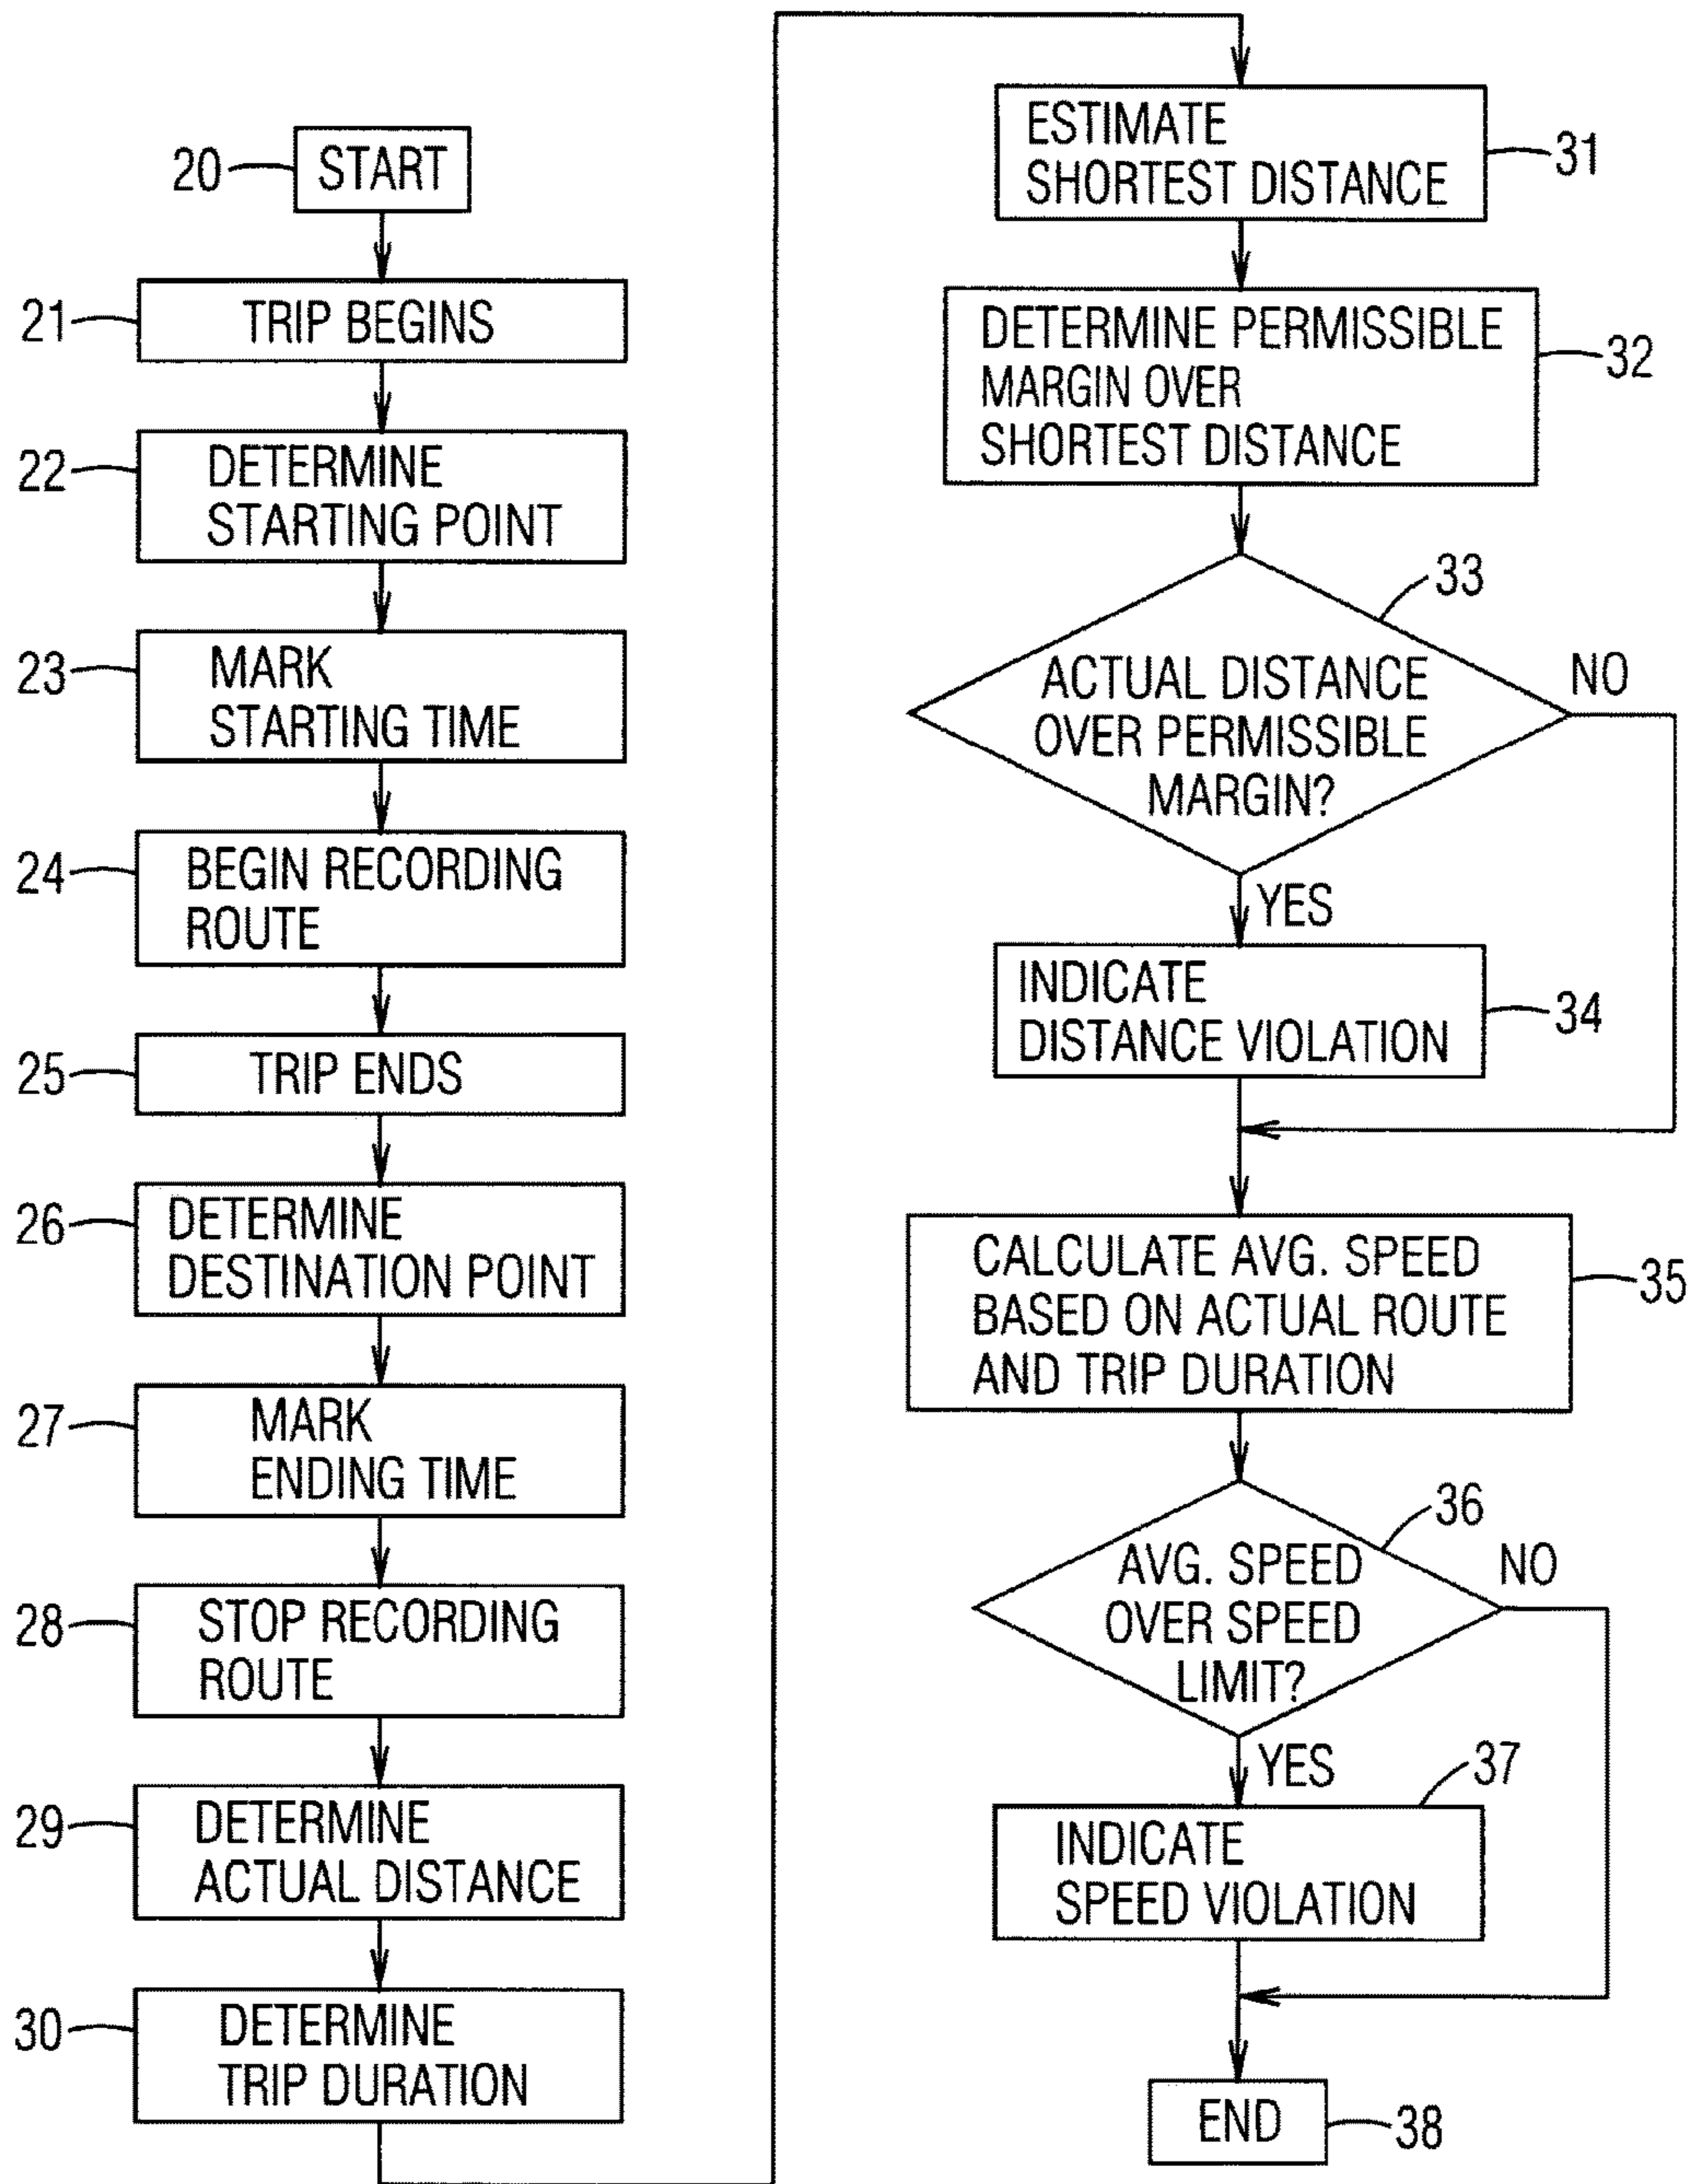 20
START
21
TRIP BEGINS
22
DETERMINE
STARTING POINT
23
MARK
STARTING TIME
24
BEGIN RECORDING
ROUTE
25
TRIP ENDS
26
DETERMINE
DESTINATION POINT
27
MARK
ENDING TIME
28
STOP RECORDING
ROUTE
29
DETERMINE
ACTUAL DISTANCE
30
DETERMINE
TRIP DURATION
ESTIMATE
SHORTEST DISTANCE
31
DETERMINE PERMISSIBLE
MARGIN OVER
SHORTEST DISTANCE
32
33
ACTUAL DISTANCE
OVER PERMISSIBLE
MARGIN?
NO
YES
INDICATE
DISTANCE VIOLATION
34
CALCULATE AVG. SPEED
BASED ON ACTUAL ROUTE
AND TRIP DURATION
35
36
AVG. SPEED
OVER SPEED
LIMIT?
NO
YES
37
INDICATE
SPEED VIOLATION
END
38